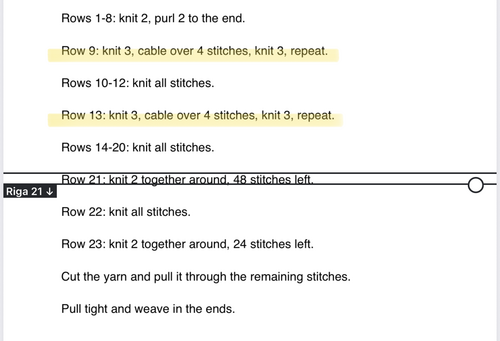 Rows 1-8: knit 2, purl 2 to the end.
Row 9: knit 3, cable over 4 stitches, knit 3, repeat.
Rows 10-12: knit all stitches.
Row 13: knit 3, cable over 4 stitches, knit 3, repeat.
Rows 14-20: knit all stitches.
Row 21: knit 2 together around, 48 stitches left.
Riga 21 ↓
Row 22: knit all stitches.
Row 23: knit 2 together around, 24 stitches left.
Cut the yarn and pull it through the remaining stitches.
Pull tight and weave in the ends.